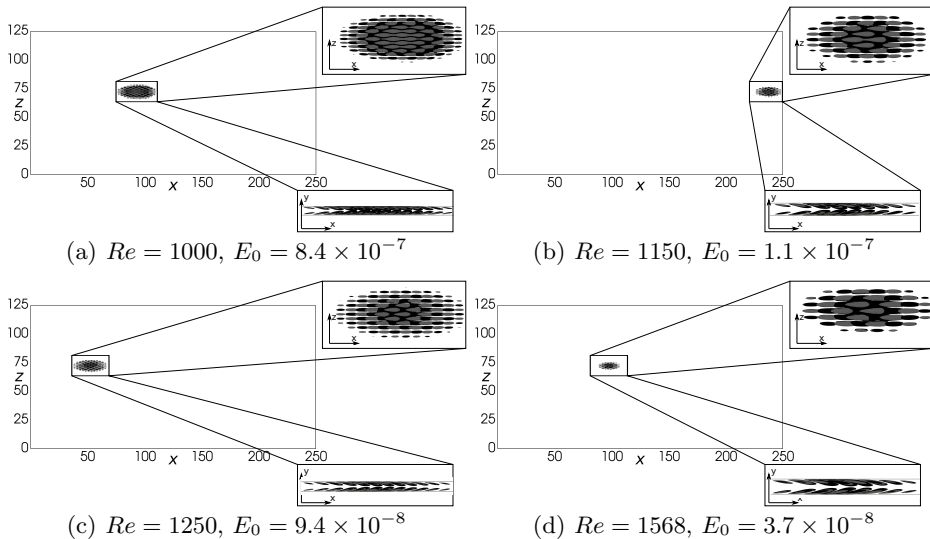 125
100
75
z
50
25
0
50 100 150 200 250
x
z
x
y
x
(a) Re = 1000, E₀ = 8.4 × 10⁻⁷
125
100
75
z
50
25
0
50 100 150 200 250
x
z
x
y
x
(b) Re = 1150, E₀ = 1.1 × 10⁻⁷
125
100
75
z
50
25
0
50 100 150 200 250
x
z
x
y
x
(c) Re = 1250, E₀ = 9.4 × 10⁻⁸
125
100
75
z
50
25
0
50 100 150 200 250
x
z
x
y
(d) Re = 1568, E₀ = 3.7 × 10⁻⁸